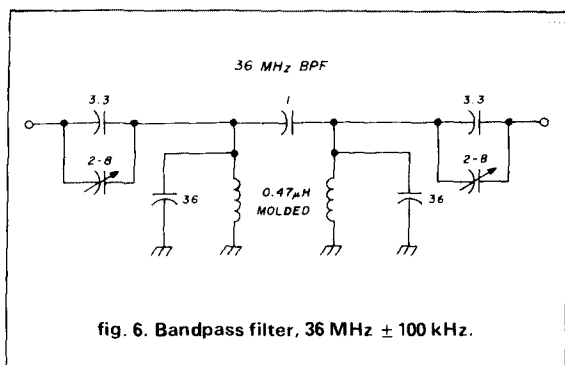 36 MHz BPF
3.3
1
3.3
2-8
2-8
36
0.47µH
MOLDED
36
fig. 6. Bandpass filter, 36 MHz ± 100 kHz.